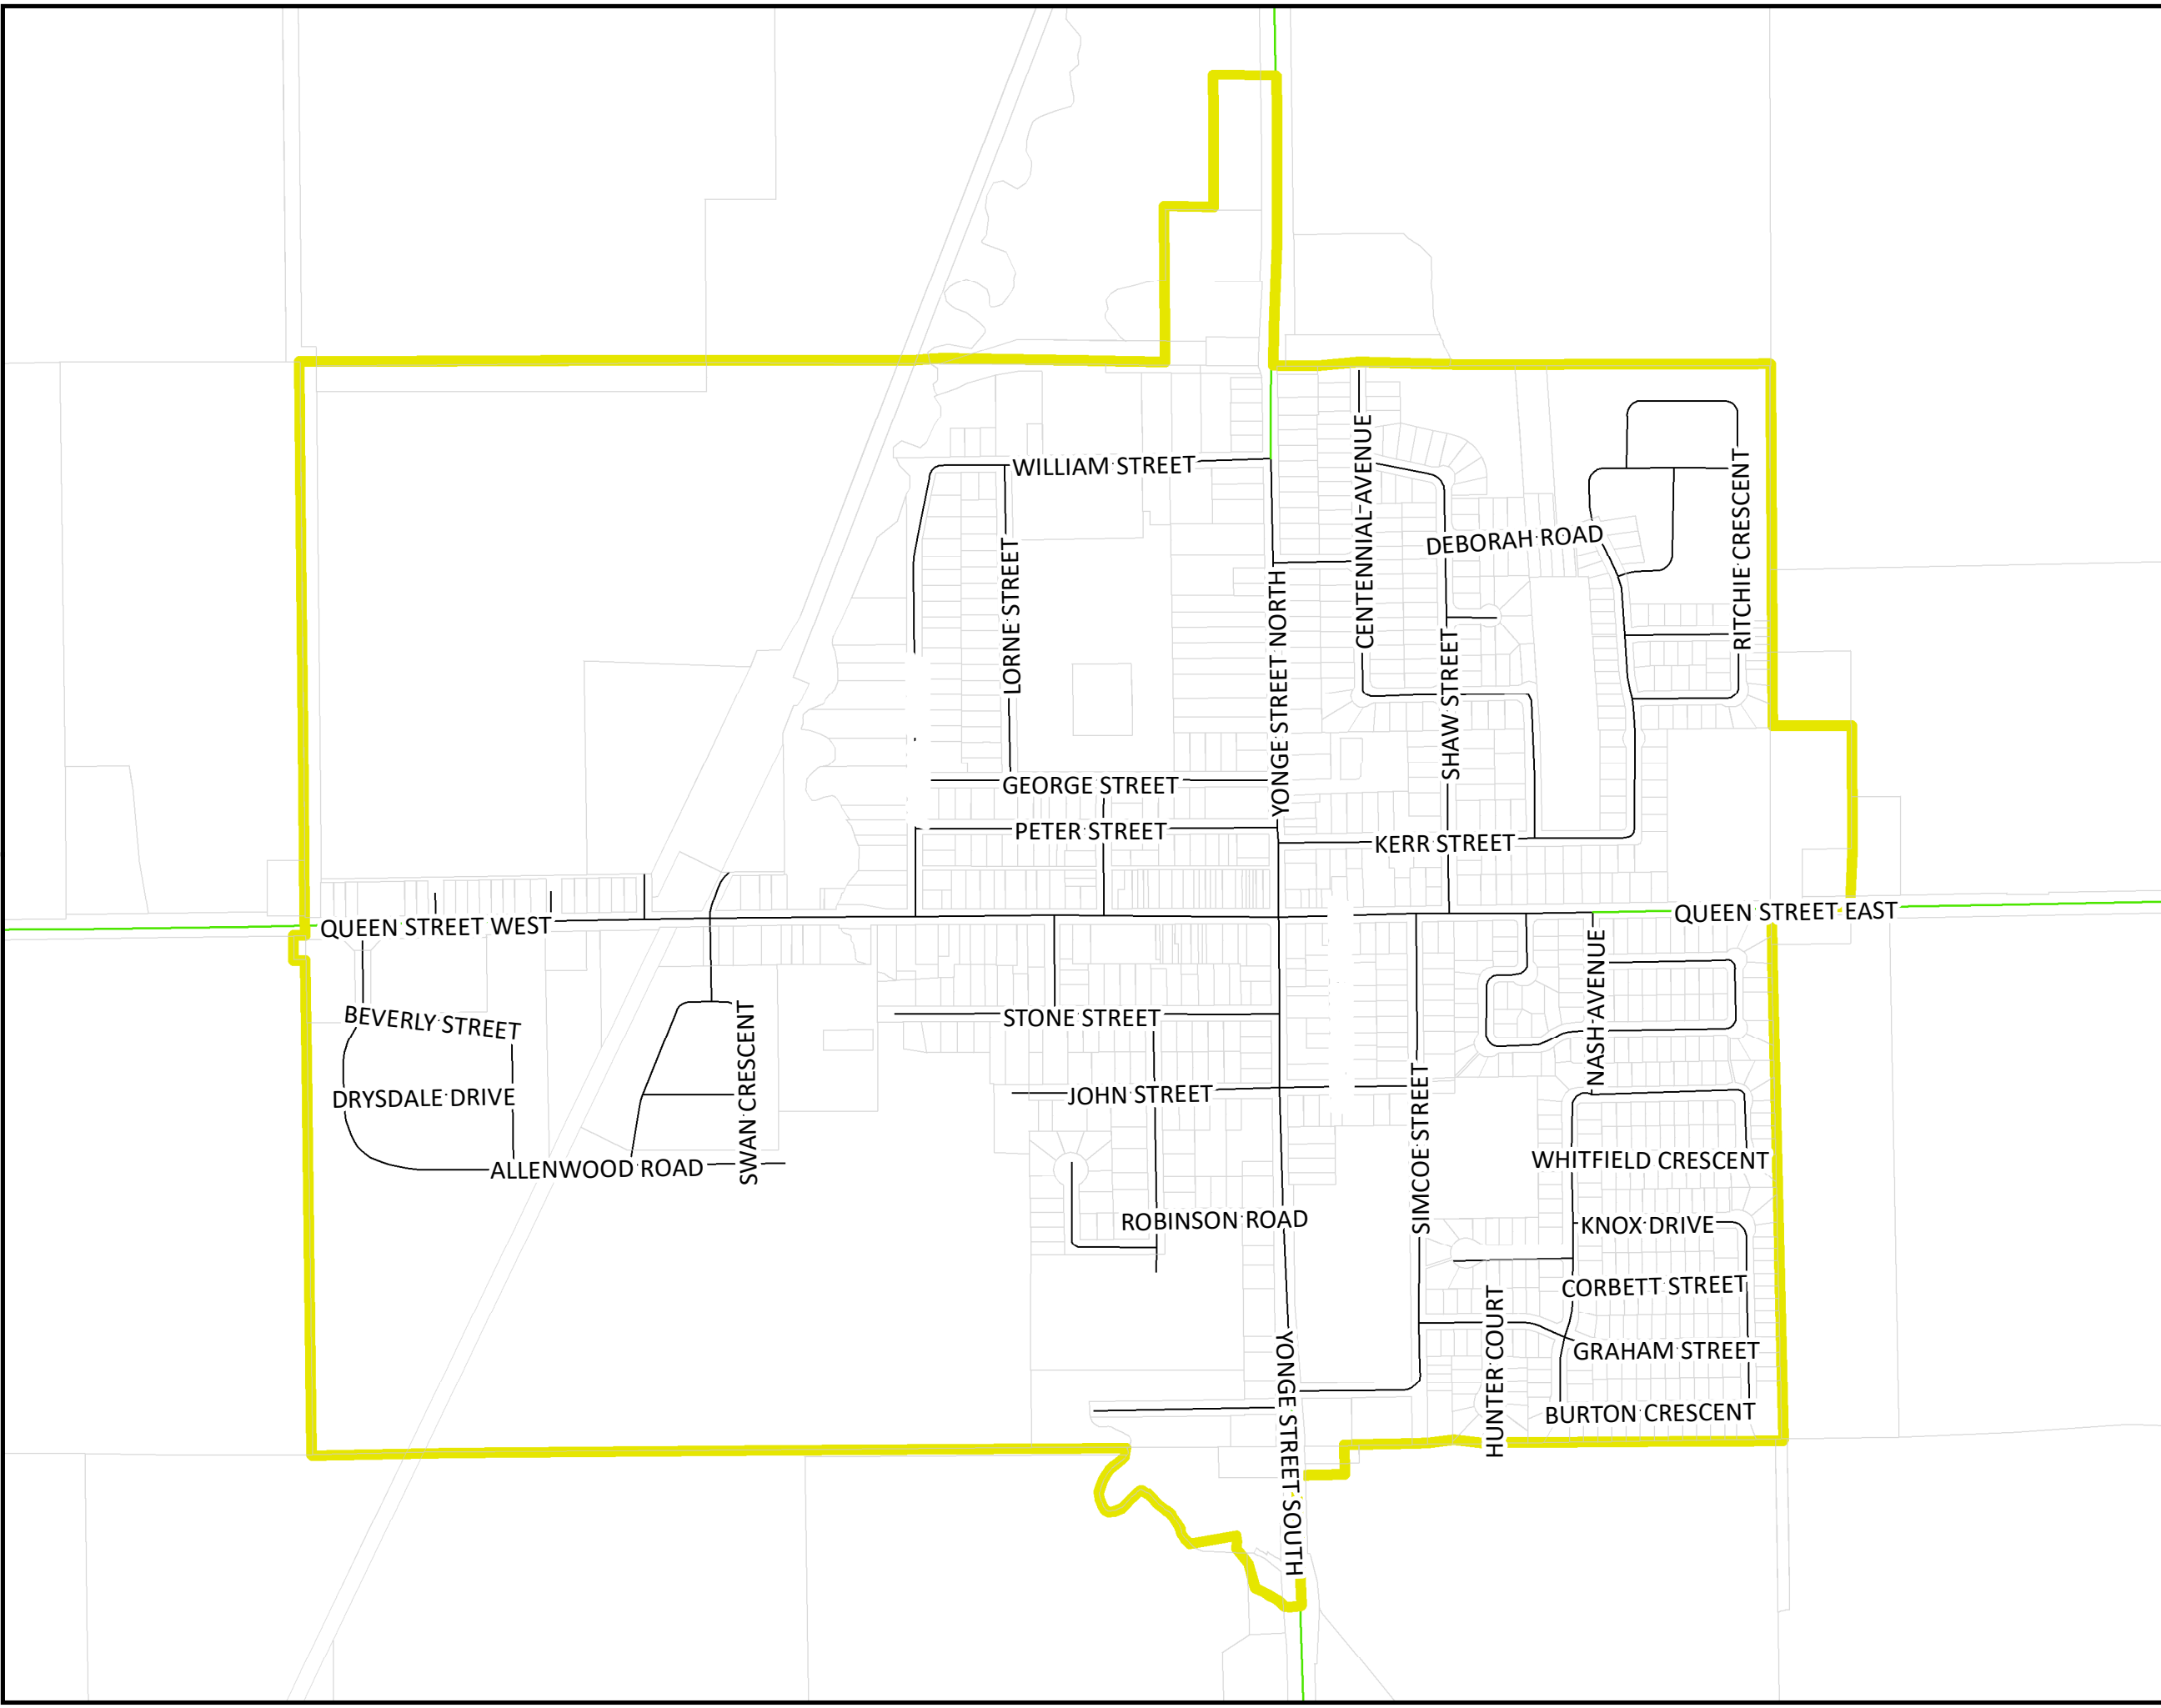 WILLIAM STREET
CENTENNIAL AVENUE
RITCHIE CRESCENT
DEBORAH ROAD
LORNE STREET
YONGE STREET NORTH
SHAW STREET
GEORGE STREET
PETER STREET
KERR STREET
QUEEN STREET WEST
QUEEN STREET EAST
NASH AVENUE
BEVERLY STREET
STONE STREET
SWAN CRESCENT
DRYSDALE DRIVE
JOHN STREET
SIMCOE STREET
ALLENWOOD ROAD
WHITFIELD CRESCENT
ROBINSON ROAD
KNOX DRIVE
CORBETT STREET
HUNTER COURT
GRAHAM STREET
YONGE STREET SOUTH
BURTON CRESCENT